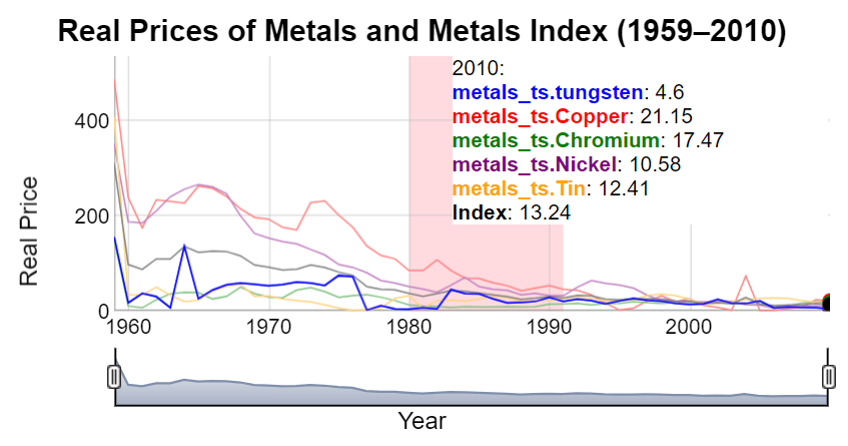 Real Prices of Metals and Metals Index (1959–2010)
2010:
metals_ts.tungsten: 4.6
metals_ts.Copper: 21.15
metals_ts.Chromium: 17.47
metals_ts.Nickel: 10.58
metals_ts.Tin: 12.41
Index: 13.24
Real Price
400
200
0
1960 1970 1980 1990 2000
Year